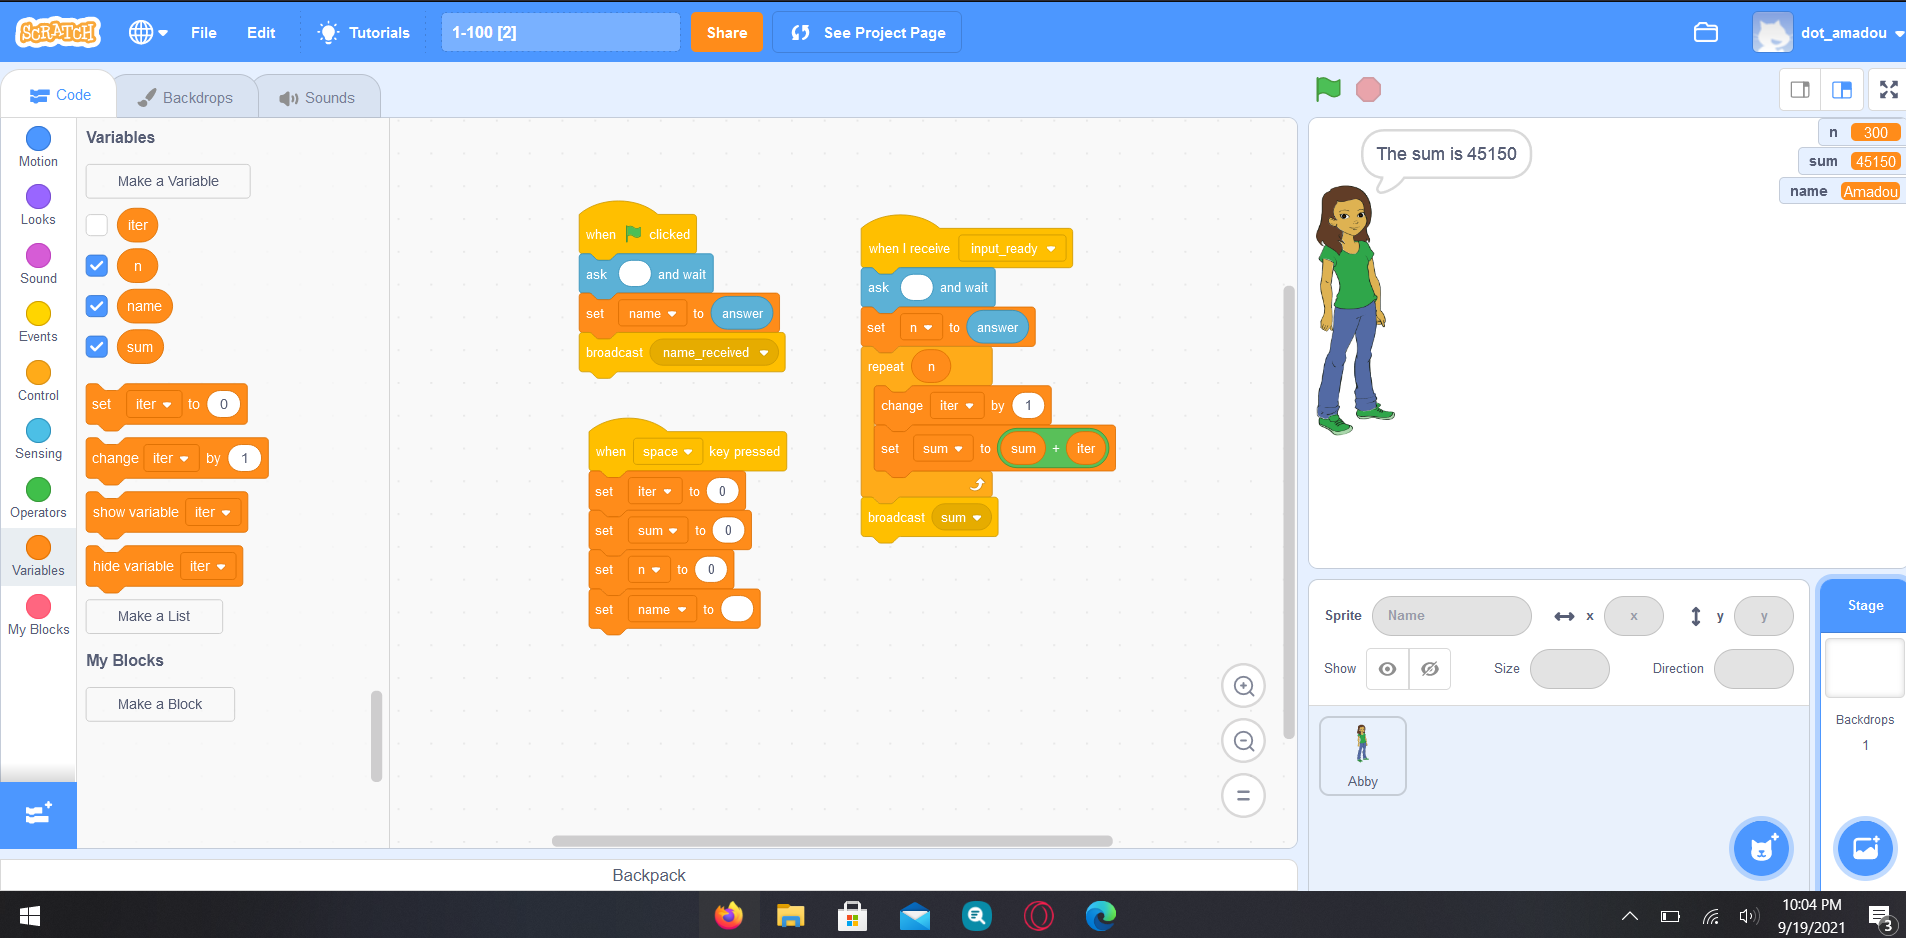 SCRATCH File Edit Tutorials 1-100 [2] Share See Project Page dot_amadou
Code Backdrops Sounds
Motion
Looks
Sound
Events
Control
Sensing
Operators
Variables
My Blocks
Variables
Make a Variable
iter
n
name
sum
set iter to 0
change iter by 1
show variable iter
hide variable iter
Make a List
My Blocks
Make a Block
when clicked
ask and wait
set name to answer
broadcast name_received
when space key pressed
set iter to 0
set sum to 0
set n to 0
set name to
when I receive input_ready
ask and wait
set n to answer
repeat n
change iter by 1
set sum to sum + iter
broadcast sum
Backpack
The sum is 45150
n 300
sum 45150
name Amadou
Sprite Name x x y y
Show Size Direction
Abby
Stage
Backdrops
1
10:04 PM
9/19/2021
3